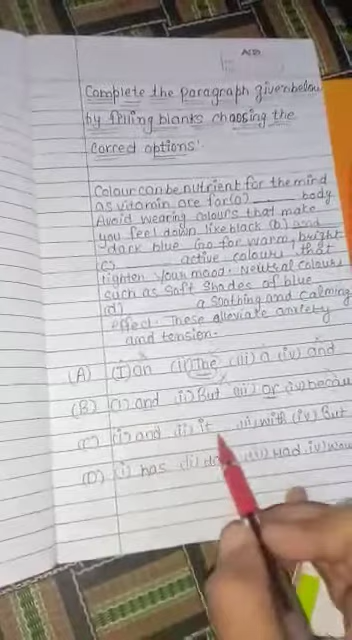 Complete the paragraph given below
by filling blanks choosing the
correct options:
Colour can be nutrient for the mind
as vitamin are for (a) ____ body
Avoid wearing colours that make
you feel down like black (b) and
dark blue. Go for warm, bright
(c) ____ active colours that
tighten your mood. Neutral colours
such as soft shades of blue
(d) ____ a soothing and calming
effect. These alleviate anxiety
and tension.
(A) (i) an (ii) The (iii) a (iv) and
(B) (i) and (ii) But (iii) or (iv)
(C) (i) and (ii) it (iii) with (iv) But
(D) (i) has (ii) (iii) Had (iv)